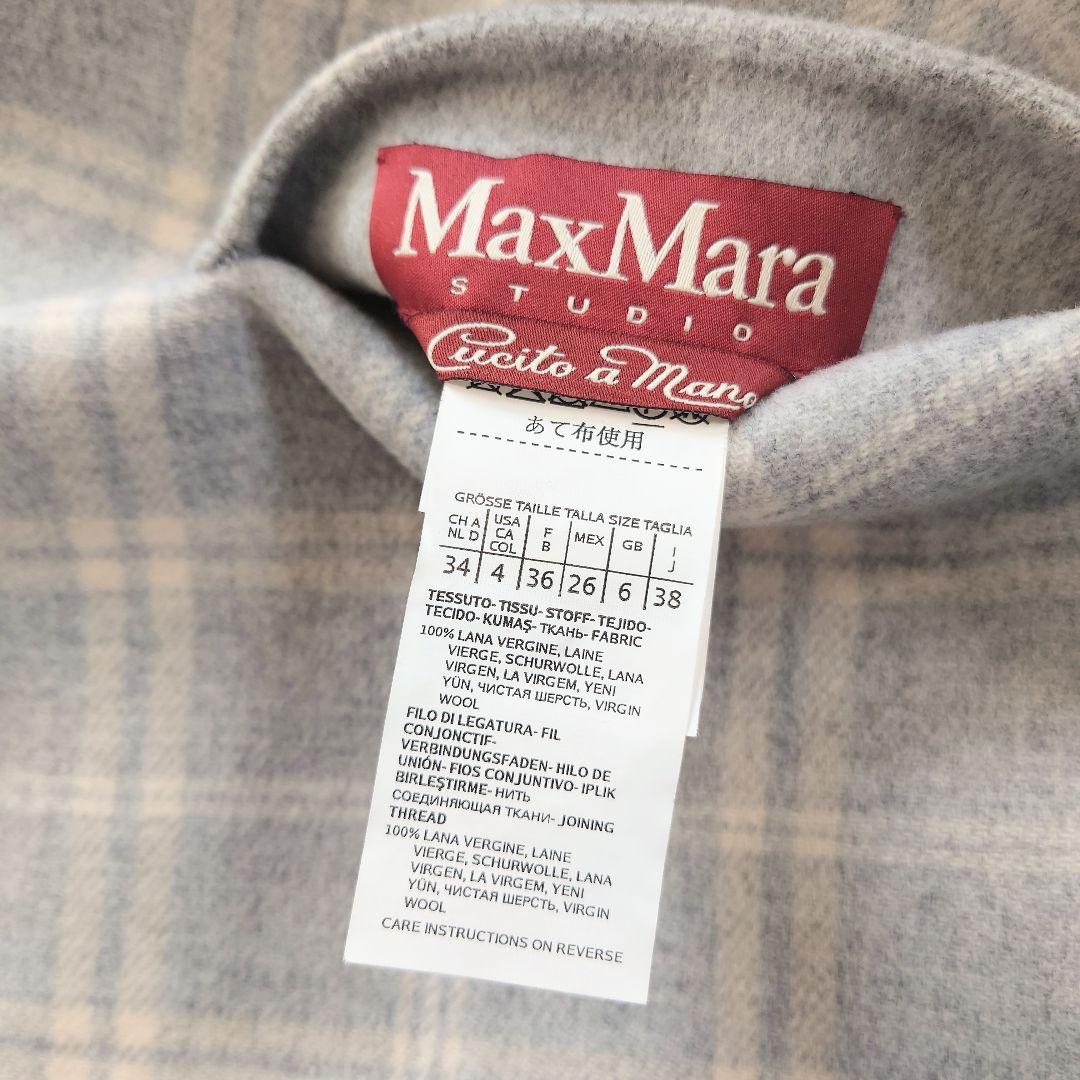 MaxMara
STUDIO
Cucito a Mano
あて布使用
GRÖSSE TAILLE TALLA SIZE TAGLIA
CH A NL D USA CA COL F B MEX GB I J
34 4 36 26 6 38
TESSUTO- TISSU- STOFF- TEJIDO-
TECIDO- KUMAŞ- ТКАНЬ- FABRIC
100% LANA VERGINE, LAINE
VIERGE, SCHURWOLLE, LANA
VIRGEN, LA VIRGEM, YENI
YÜN, ЧИСТАЯ ШЕРСТЬ, VIRGIN
WOOL
FILO DI LEGATURA- FIL
CONJONCTIF-
VERBINDUNGSFADEN- HILO DE
UNIÓN- FIOS CONJUNTIVO- IPLIK
BIRLEŞTIRME- НИТЬ
СОЕДИНЯЮЩАЯ ТКАНИ- JOINING
THREAD
100% LANA VERGINE, LAINE
VIERGE, SCHURWOLLE, LANA
VIRGEN, LA VIRGEM, YENI
YÜN, ЧИСТАЯ ШЕРСТЬ, VIRGIN
WOOL
CARE INSTRUCTIONS ON REVERSE